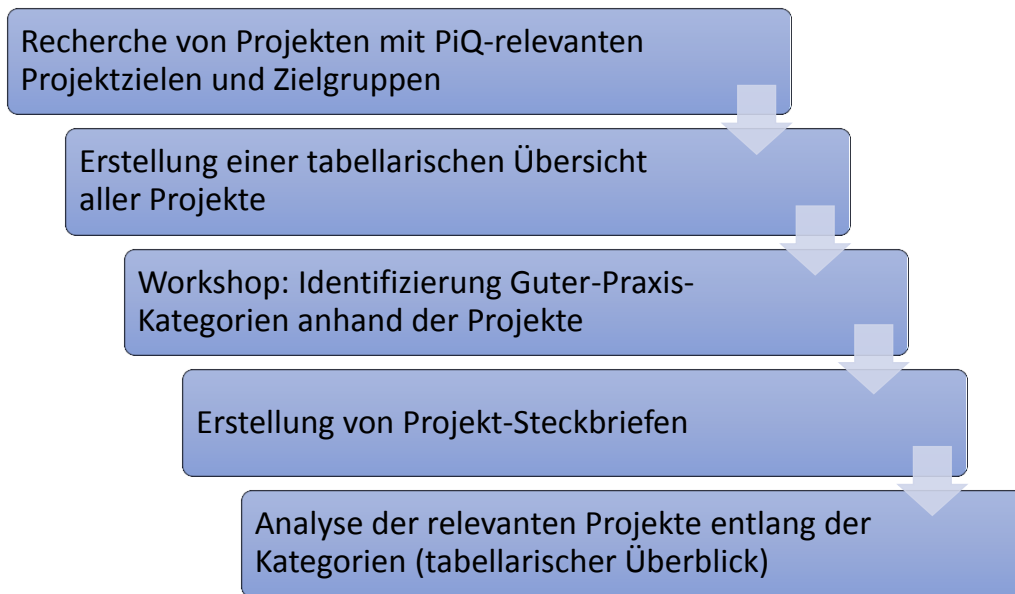 Recherche von Projekten mit PiQ-relevanten
Projektzielen und Zielgruppen
Erstellung einer tabellarischen Übersicht
aller Projekte
Workshop: Identifizierung Guter-Praxis-
Kategorien anhand der Projekte
Erstellung von Projekt-Steckbriefen
Analyse der relevanten Projekte entlang der
Kategorien (tabellarischer Überblick)